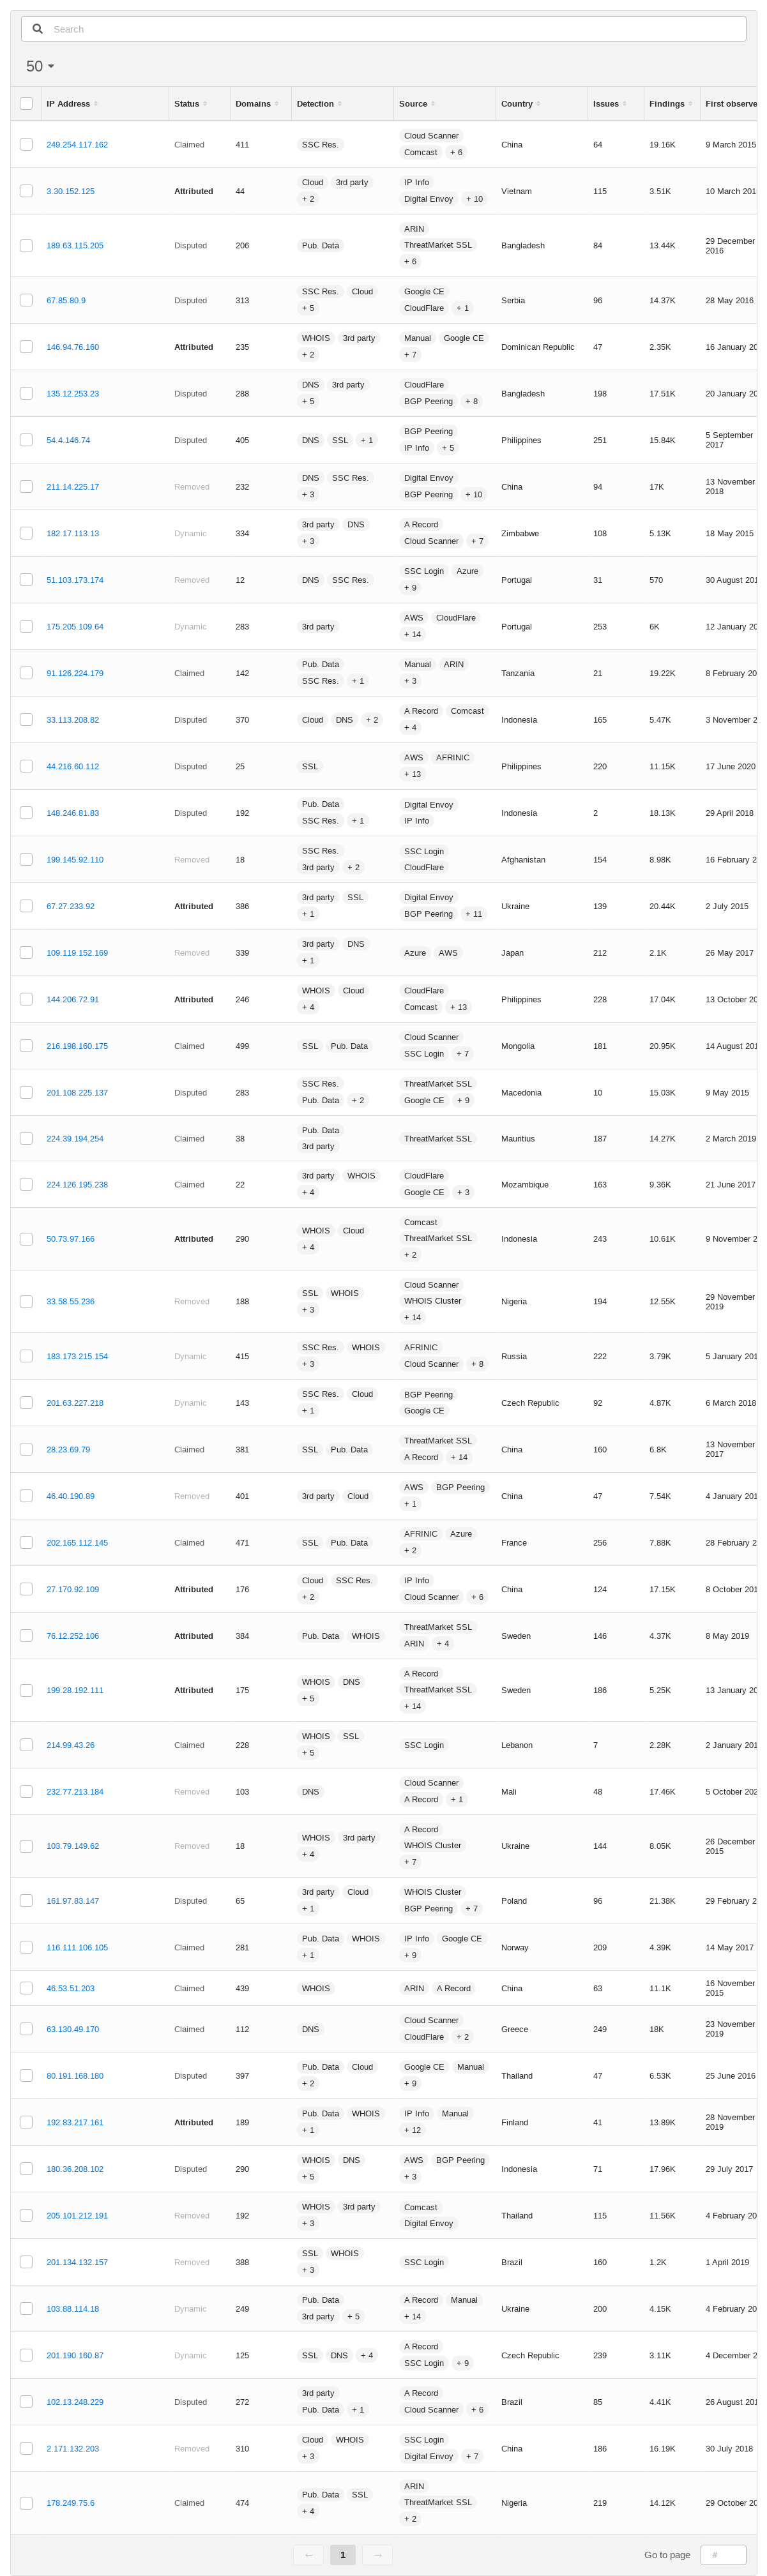 Search
50
IP Address Status Domains Detection Source Country Issues Findings First observe
249.254.117.162 Claimed 411 SSC Res. Cloud Scanner Comcast + 6 China 64 19.16K 9 March 2015
3.30.152.125 Attributed 44 Cloud 3rd party + 2 IP Info Digital Envoy + 10 Vietnam 115 3.51K 10 March 201
189.63.115.205 Disputed 206 Pub. Data ARIN ThreatMarket SSL + 6 Bangladesh 84 13.44K 29 December 2016
67.85.80.9 Disputed 313 SSC Res. Cloud + 5 Google CE CloudFlare + 1 Serbia 96 14.37K 28 May 2016
146.94.76.160 Attributed 235 WHOIS 3rd party + 2 Manual Google CE + 7 Dominican Republic 47 2.35K 16 January 20
135.12.253.23 Disputed 288 DNS 3rd party + 5 CloudFlare BGP Peering + 8 Bangladesh 198 17.51K 20 January 20
54.4.146.74 Disputed 405 DNS SSL + 1 BGP Peering IP Info + 5 Philippines 251 15.84K 5 September 2017
211.14.225.17 Removed 232 DNS SSC Res. + 3 Digital Envoy BGP Peering + 10 China 94 17K 13 November 2018
182.17.113.13 Dynamic 334 3rd party DNS + 3 A Record Cloud Scanner + 7 Zimbabwe 108 5.13K 18 May 2015
51.103.173.174 Removed 12 DNS SSC Res. SSC Login Azure + 9 Portugal 31 570 30 August 201
175.205.109.64 Dynamic 283 3rd party AWS CloudFlare + 14 Portugal 253 6K 12 January 20
91.126.224.179 Claimed 142 Pub. Data SSC Res. + 1 Manual ARIN + 3 Tanzania 21 19.22K 8 February 20
33.113.208.82 Disputed 370 Cloud DNS + 2 A Record Comcast + 4 Indonesia 165 5.47K 3 November 2
44.216.60.112 Disputed 25 SSL AWS AFRINIC + 13 Philippines 220 11.15K 17 June 2020
148.246.81.83 Disputed 192 Pub. Data SSC Res. + 1 Digital Envoy IP Info Indonesia 2 18.13K 29 April 2018
199.145.92.110 Removed 18 SSC Res. 3rd party + 2 SSC Login CloudFlare Afghanistan 154 8.98K 16 February 2
67.27.233.92 Attributed 386 3rd party SSL + 1 Digital Envoy BGP Peering + 11 Ukraine 139 20.44K 2 July 2015
109.119.152.169 Removed 339 3rd party DNS + 1 Azure AWS Japan 212 2.1K 26 May 2017
144.206.72.91 Attributed 246 WHOIS Cloud + 4 CloudFlare Comcast + 13 Philippines 228 17.04K 13 October 20
216.198.160.175 Claimed 499 SSL Pub. Data Cloud Scanner SSC Login + 7 Mongolia 181 20.95K 14 August 201
201.108.225.137 Disputed 283 SSC Res. Pub. Data + 2 ThreatMarket SSL Google CE + 9 Macedonia 10 15.03K 9 May 2015
224.39.194.254 Claimed 38 Pub. Data 3rd party ThreatMarket SSL Mauritius 187 14.27K 2 March 2019
224.126.195.238 Claimed 22 3rd party WHOIS + 4 CloudFlare Google CE + 3 Mozambique 163 9.36K 21 June 2017
50.73.97.166 Attributed 290 WHOIS Cloud + 4 Comcast ThreatMarket SSL + 2 Indonesia 243 10.61K 9 November 2
33.58.55.236 Removed 188 SSL WHOIS + 3 Cloud Scanner WHOIS Cluster + 14 Nigeria 194 12.55K 29 November 2019
183.173.215.154 Dynamic 415 SSC Res. WHOIS + 3 AFRINIC Cloud Scanner + 8 Russia 222 3.79K 5 January 201
201.63.227.218 Dynamic 143 SSC Res. Cloud + 1 BGP Peering Google CE Czech Republic 92 4.87K 6 March 2018
28.23.69.79 Claimed 381 SSL Pub. Data ThreatMarket SSL A Record + 14 China 160 6.8K 13 November 2017
46.40.190.89 Removed 401 3rd party Cloud AWS BGP Peering + 1 China 47 7.54K 4 January 201
202.165.112.145 Claimed 471 SSL Pub. Data AFRINIC Azure + 2 France 256 7.88K 28 February 2
27.170.92.109 Attributed 176 Cloud SSC Res. + 2 IP Info Cloud Scanner + 6 China 124 17.15K 8 October 201
76.12.252.106 Attributed 384 Pub. Data WHOIS ThreatMarket SSL ARIN + 4 Sweden 146 4.37K 8 May 2019
199.28.192.111 Attributed 175 WHOIS DNS + 5 A Record ThreatMarket SSL + 14 Sweden 186 5.25K 13 January 20
214.99.43.26 Claimed 228 WHOIS SSL + 5 SSC Login Lebanon 7 2.28K 2 January 201
232.77.213.184 Removed 103 DNS Cloud Scanner A Record + 1 Mali 48 17.46K 5 October 202
103.79.149.62 Removed 18 WHOIS 3rd party + 4 A Record WHOIS Cluster + 7 Ukraine 144 8.05K 26 December 2015
161.97.83.147 Disputed 65 3rd party Cloud + 1 WHOIS Cluster BGP Peering + 7 Poland 96 21.38K 29 February 2
116.111.106.105 Claimed 281 Pub. Data WHOIS + 1 IP Info Google CE + 9 Norway 209 4.39K 14 May 2017
46.53.51.203 Claimed 439 WHOIS ARIN A Record China 63 11.1K 16 November 2015
63.130.49.170 Claimed 112 DNS Cloud Scanner CloudFlare + 2 Greece 249 18K 23 November 2019
80.191.168.180 Disputed 397 Pub. Data Cloud + 2 Google CE Manual + 9 Thailand 47 6.53K 25 June 2016
192.83.217.161 Attributed 189 Pub. Data WHOIS + 1 IP Info Manual + 12 Finland 41 13.89K 28 November 2019
180.36.208.102 Disputed 290 WHOIS DNS + 5 AWS BGP Peering + 3 Indonesia 71 17.96K 29 July 2017
205.101.212.191 Removed 192 WHOIS 3rd party + 3 Comcast Digital Envoy Thailand 115 11.56K 4 February 20
201.134.132.157 Removed 388 SSL WHOIS + 3 SSC Login Brazil 160 1.2K 1 April 2019
103.88.114.18 Dynamic 249 Pub. Data 3rd party + 5 A Record Manual + 14 Ukraine 200 4.15K 4 February 20
201.190.160.87 Dynamic 125 SSL DNS + 4 A Record SSC Login + 9 Czech Republic 239 3.11K 4 December 2
102.13.248.229 Disputed 272 3rd party Pub. Data + 1 A Record Cloud Scanner + 6 Brazil 85 4.41K 26 August 201
2.171.132.203 Removed 310 Cloud WHOIS + 3 SSC Login Digital Envoy + 7 China 186 16.19K 30 July 2018
178.249.75.6 Claimed 474 Pub. Data SSL + 4 ARIN ThreatMarket SSL + 2 Nigeria 219 14.12K 29 October 20
← 1 → Go to page #